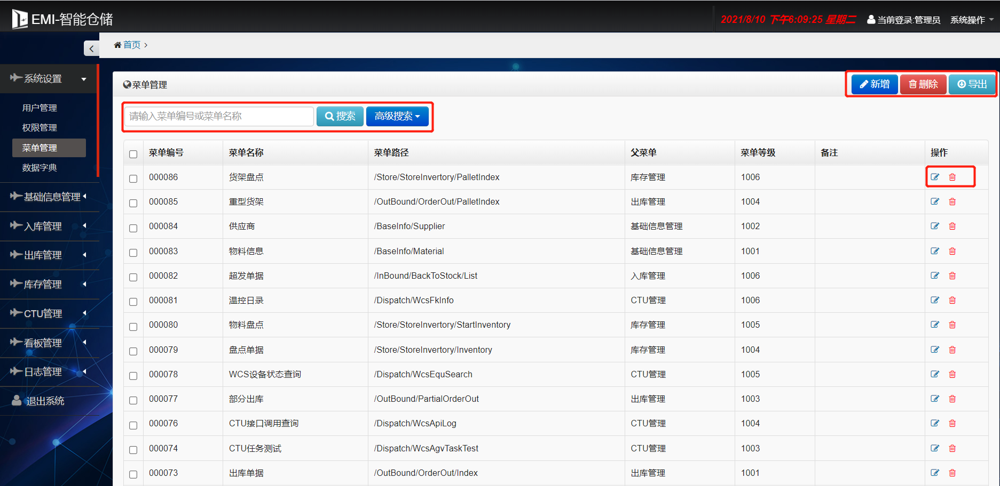 EMI-智能仓储
2021/8/10 下午6:09:25 星期二
当前登录:管理员
系统操作
首页
系统设置
用户管理
权限管理
菜单管理
数据字典
基础信息管理
入库管理
出库管理
库存管理
CTU管理
看板管理
日志管理
退出系统
菜单管理
新增
删除
导出
请输入菜单编号或菜单名称
搜索
高级搜索
菜单编号 菜单名称 菜单路径 父菜单 菜单等级 备注 操作
000086 货架盘点 /Store/StoreInvertory/PalletIndex 库存管理 1006
000085 重型货架 /OutBound/OrderOut/PalletIndex 出库管理 1004
000084 供应商 /BaseInfo/Supplier 基础信息管理 1002
000083 物料信息 /BaseInfo/Material 基础信息管理 1001
000082 超发单据 /InBound/BackToStock/List 入库管理 1006
000081 温控日录 /Dispatch/WcsFkInfo CTU管理 1006
000080 物料盘点 /Store/StoreInvertory/StartInventory 库存管理 1005
000079 盘点单据 /Store/StoreInvertory/Inventory 库存管理 1004
000078 WCS设备状态查询 /Dispatch/WcsEquSearch CTU管理 1005
000077 部分出库 /OutBound/PartialOrderOut 出库管理 1003
000076 CTU接口调用查询 /Dispatch/WcsApiLog CTU管理 1004
000074 CTU任务测试 /Dispatch/WcsAgvTaskTest CTU管理 1003
000073 出库单据 /OutBound/OrderOut/Index 出库管理 1001